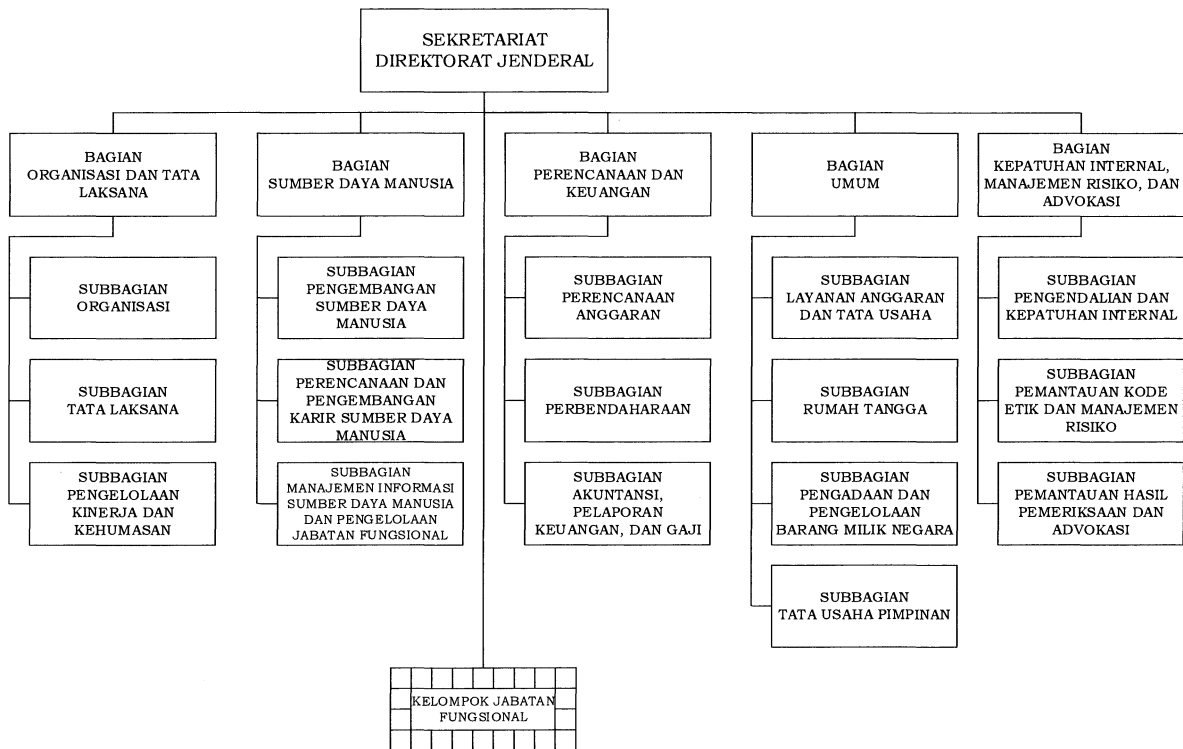 SEKRETARIAT
DIREKTORAT JENDERAL
BAGIAN
ORGANISASI DAN TATA
LAKSANA
SUBBAGIAN
ORGANISASI
SUBBAGIAN
TATA LAKSANA
SUBBAGIAN
PENGELOLAAN
KINERJA DAN
KEHUMASAN
BAGIAN
SUMBER DAYA MANUSIA
SUBBAGIAN
PENGEMBANGAN
SUMBER DAYA
MANUSIA
SUBBAGIAN
PERENCANAAN DAN
PENGEMBANGAN
KARIR SUMBER DAYA
MANUSIA
SUBBAGIAN
MANAJEMEN INFORMASI
SUMBER DAYA MANUSIA
DAN PENGELOLAAN
JABATAN FUNGSIONAL
BAGIAN
PERENCANAAN DAN
KEUANGAN
SUBBAGIAN
PERENCANAAN
ANGGARAN
SUBBAGIAN
PERBENDAHARAAN
SUBBAGIAN
AKUNTANSI,
PELAPORAN
KEUANGAN, DAN GAJI
BAGIAN
UMUM
SUBBAGIAN
LAYANAN ANGGARAN
DAN TATA USAHA
SUBBAGIAN
RUMAH TANGGA
SUBBAGIAN
PENGADAAN DAN
PENGELOLAAN
BARANG MILIK NEGARA
SUBBAGIAN
TATA USAHA PIMPINAN
BAGIAN
KEPATUHAN INTERNAL,
MANAJEMEN RISIKO, DAN
ADVOKASI
SUBBAGIAN
PENGENDALIAN DAN
KEPATUHAN INTERNAL
SUBBAGIAN
PEMANTAUAN KODE
ETIK DAN MANAJEMEN
RISIKO
SUBBAGIAN
PEMANTAUAN HASIL
PEMERIKSAAN DAN
ADVOKASI
KELOMPOK JABATAN
FUNGSIONAL